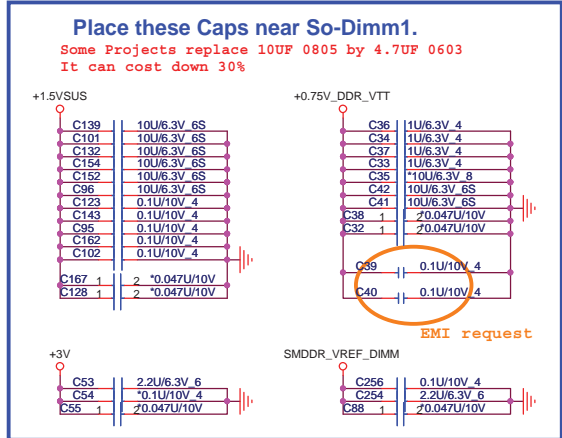 Place these Caps near So-Dimm1.
Some Projects replace 10UF 0805 by 4.7UF 0603
It can cost down 30%
+1.5VSUS
C139 10U/6.3V_6S
C101 10U/6.3V_6S
C132 10U/6.3V_6S
C154 10U/6.3V_6S
C152 10U/6.3V_6S
C96 10U/6.3V_6S
C123 0.1U/10V_4
C143 0.1U/10V_4
C95 0.1U/10V_4
C162 0.1U/10V_4
C102 0.1U/10V_4
C167 1 2 *0.047U/10V
C128 1 2 *0.047U/10V
+0.75V_DDR_VTT
C36 1U/6.3V_4
C34 1U/6.3V_4
C37 1U/6.3V_4
C33 1U/6.3V_4
C35 *10U/6.3V_8
C42 10U/6.3V_6S
C41 10U/6.3V_6S
C38 1 2 *0.047U/10V
C32 1 2 *0.047U/10V
C39 0.1U/10V_4
C40 0.1U/10V_4
EMI request
+3V
C53 2.2U/6.3V_6
C54 *0.1U/10V_4
C55 1 2 *0.047U/10V
SMDDR_VREF_DIMM
C256 0.1U/10V_4
C254 2.2U/6.3V_6
C88 1 2 *0.047U/10V